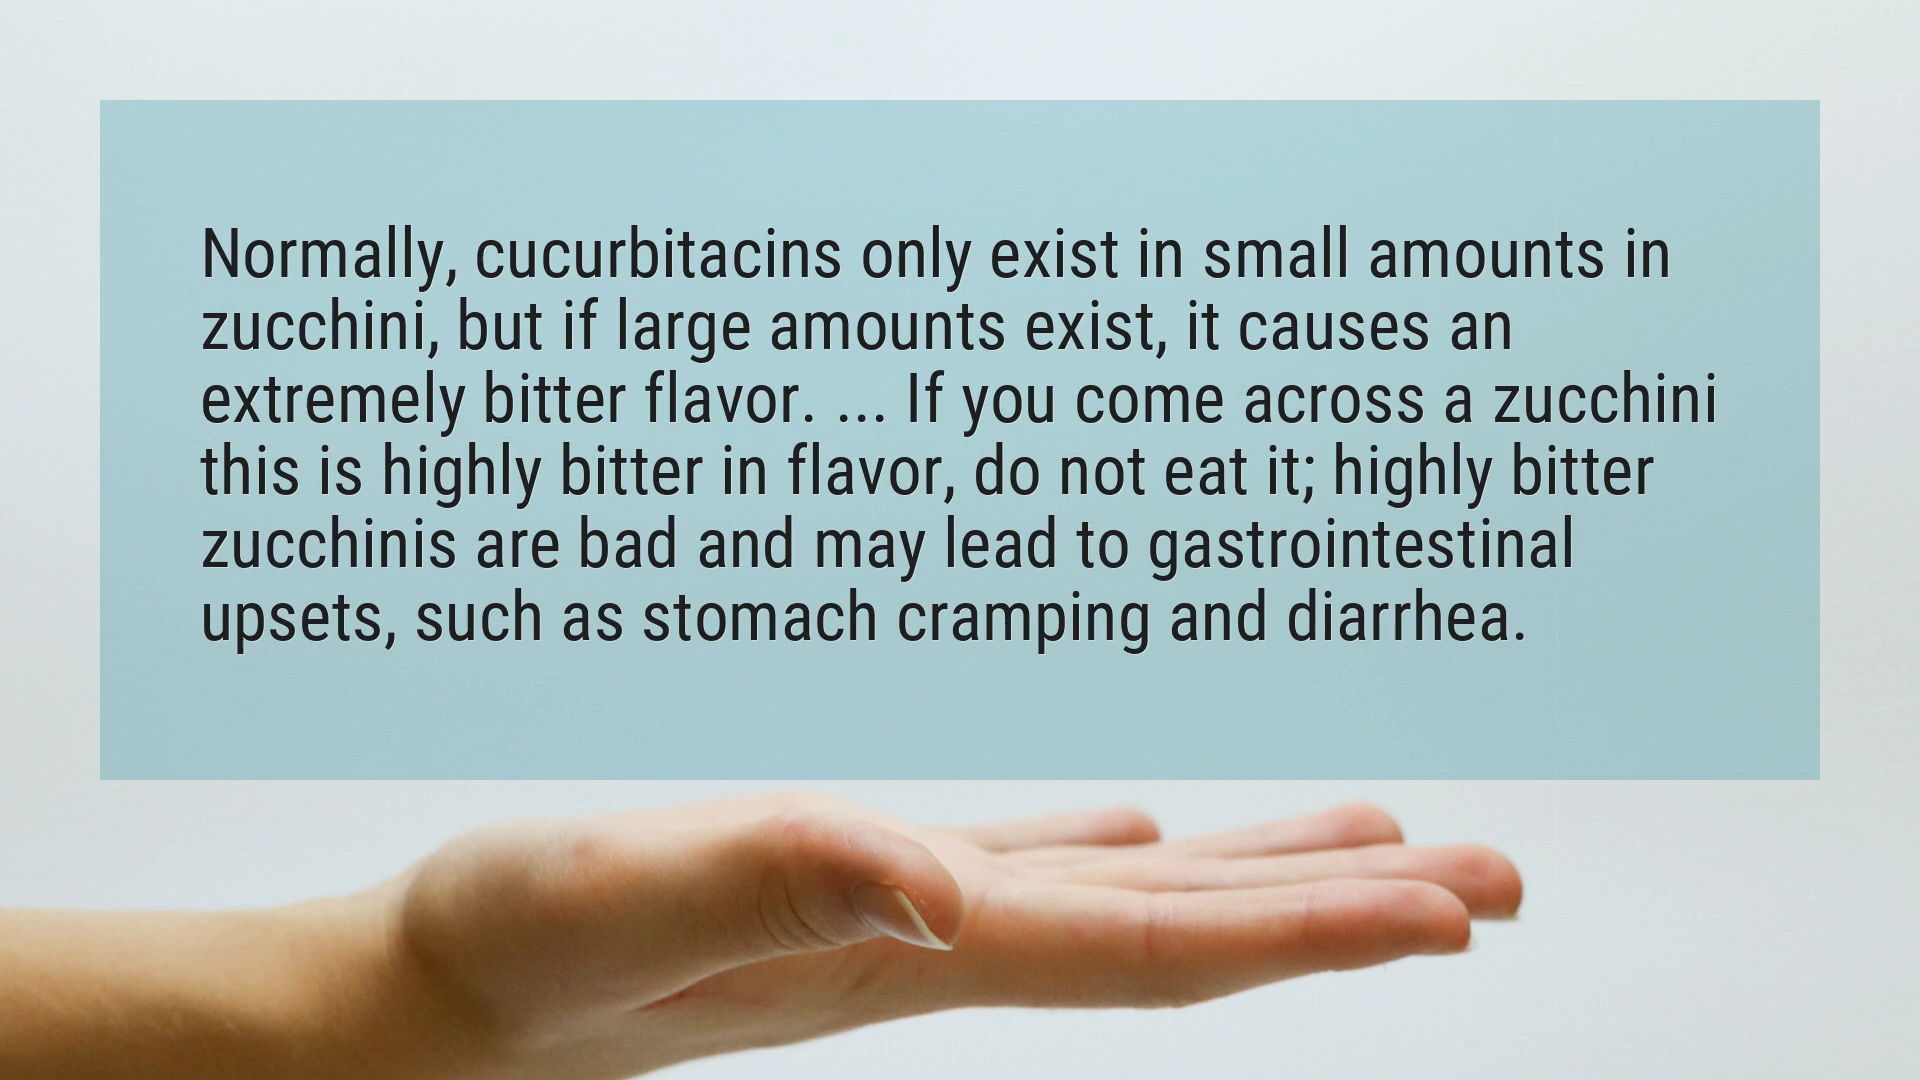 Normally, cucurbitacins only exist in small amounts in
zucchini, but if large amounts exist, it causes an
extremely bitter flavor. ... If you come across a zucchini
this is highly bitter in flavor, do not eat it; highly bitter
zucchinis are bad and may lead to gastrointestinal
upsets, such as stomach cramping and diarrhea.